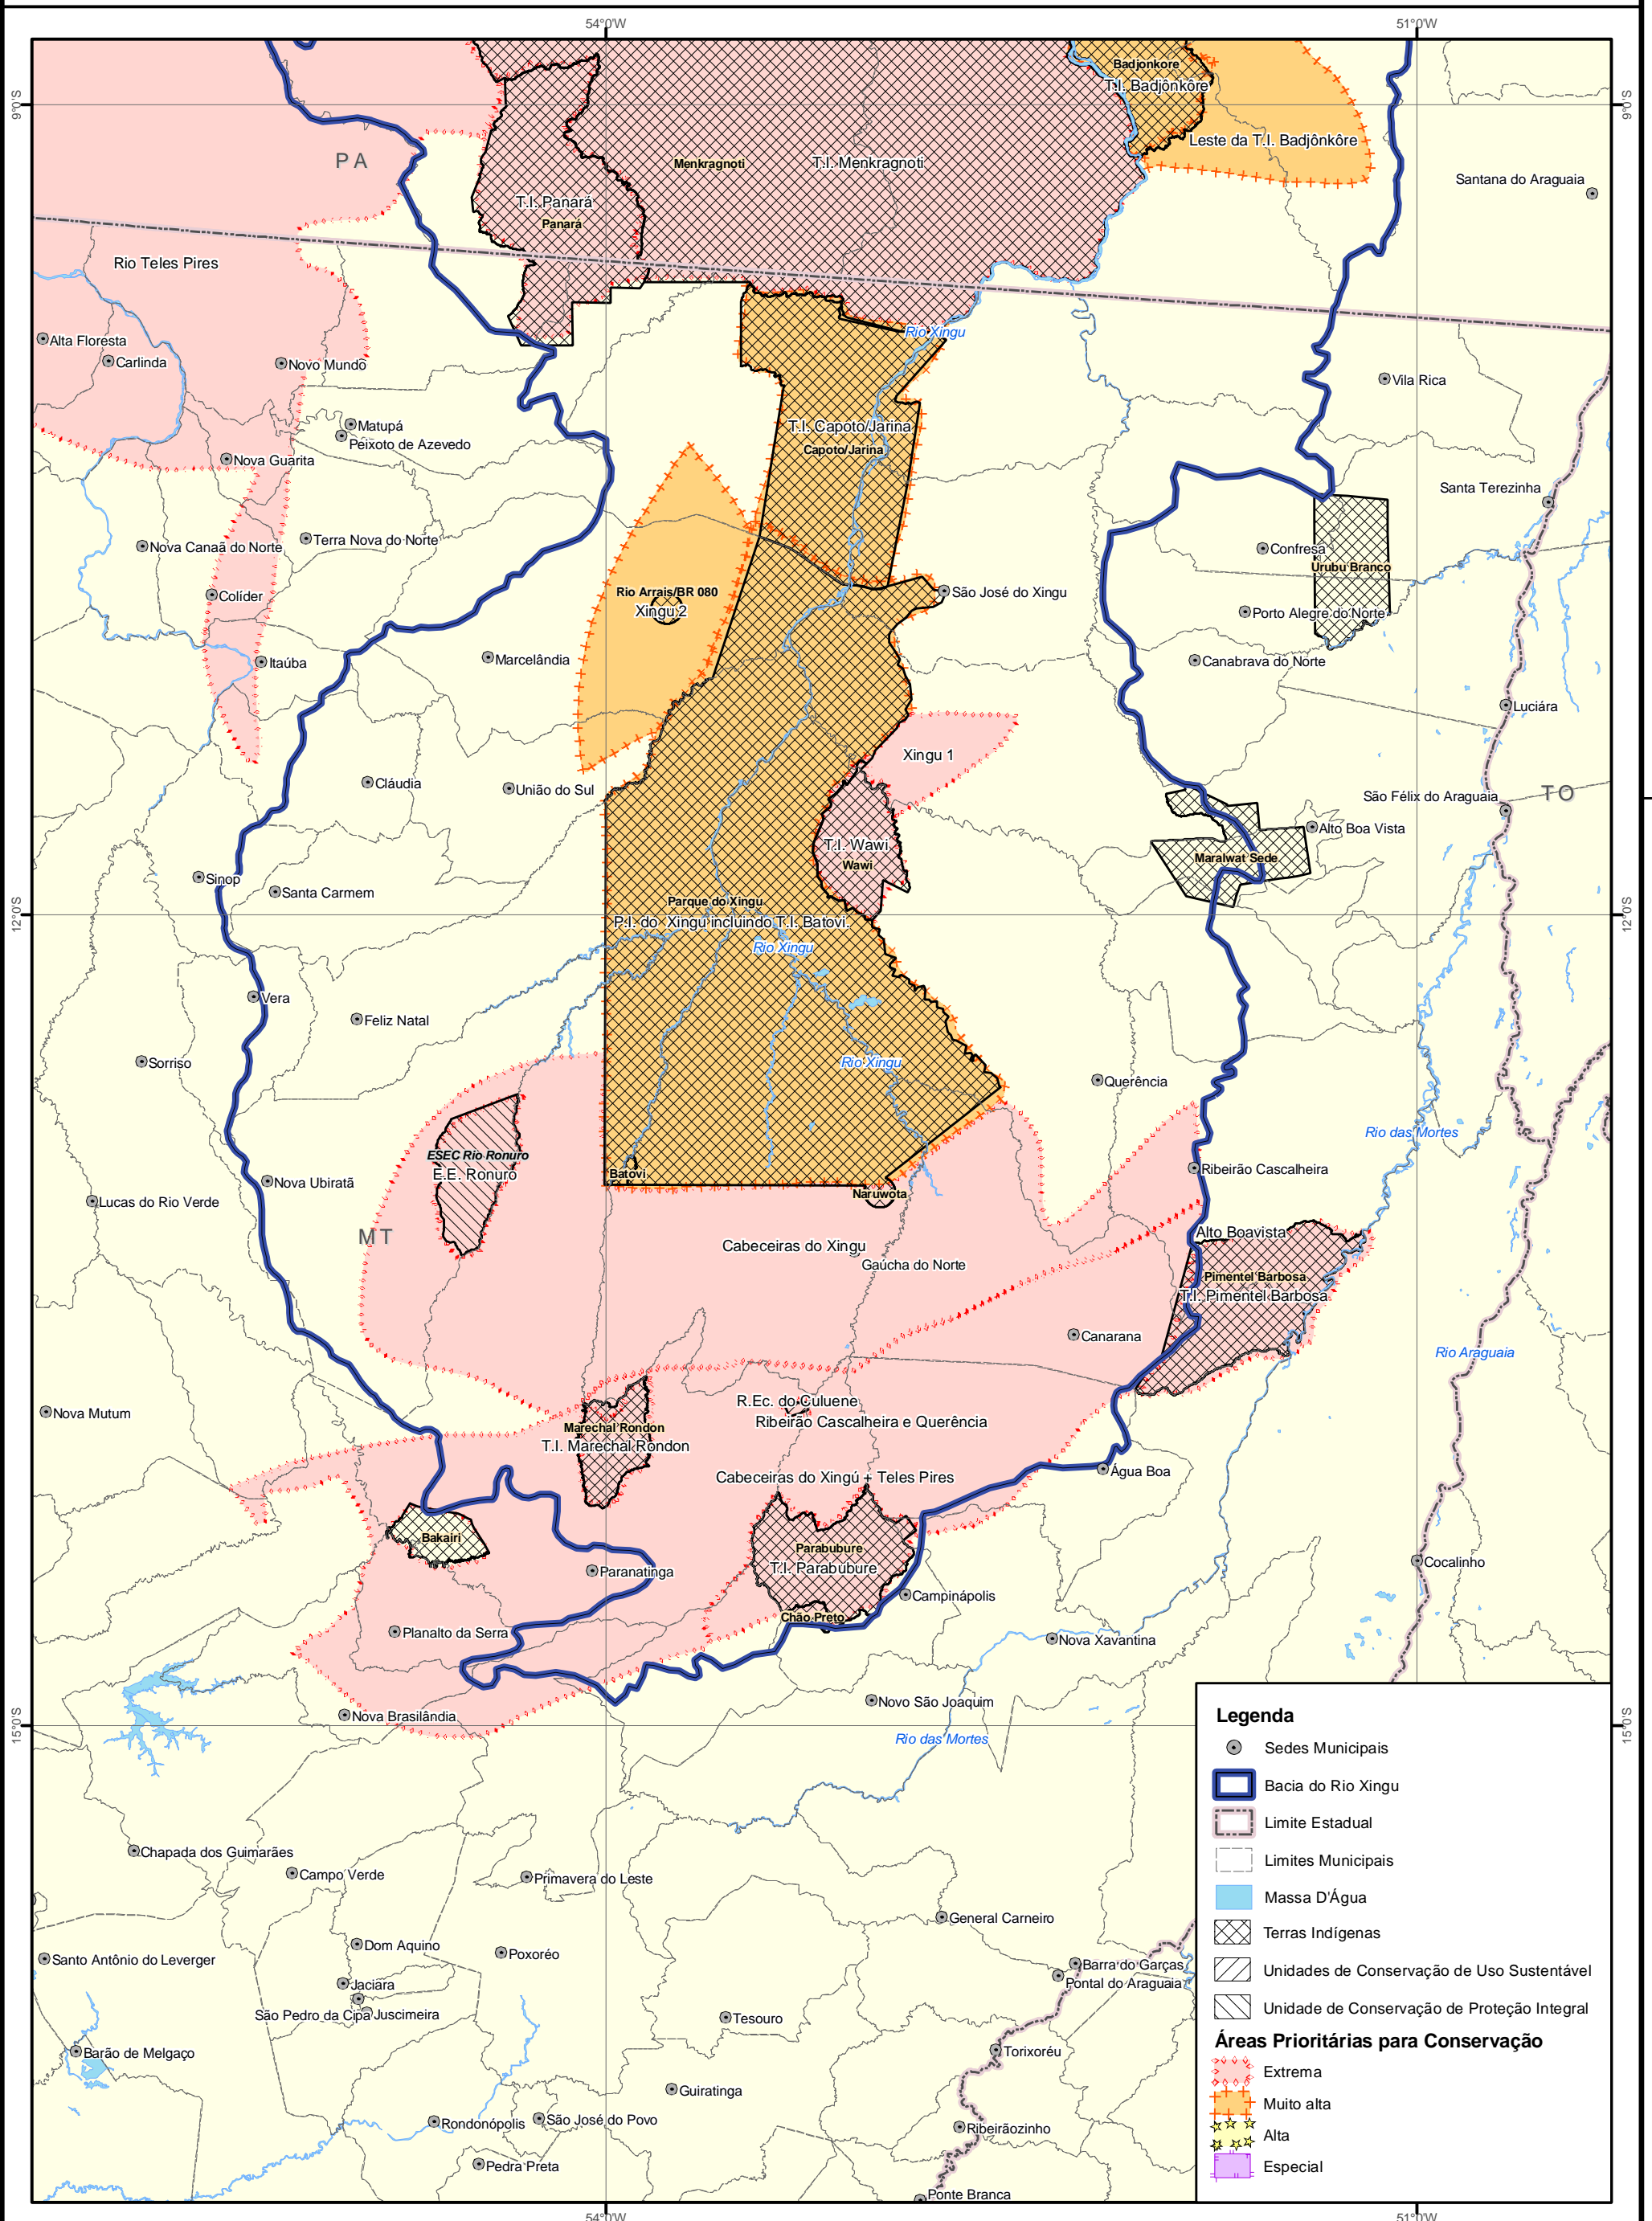 54°0'W
51°0'W
9°0'S
9°0'S
Badjonkore
T.I. Badjônkôre
Leste da T.I. Badjônkôre
PA
Menkragnoti
T.I. Menkragnoti
Santana do Araguaia
T.I. Panará
Panará
Rio Teles Pires
Rio Xingu
Alta Floresta
Carlinda
Novo Mundo
Vila Rica
Matupá
Peixoto de Azevedo
T.I. Capoto/Jarina
Capoto/Jarina
Nova Guarita
Santa Terezinha
Nova Canaã do Norte
Terra Nova do Norte
Confresa
Urubu Branco
Colíder
Rio Arrais/BR 080
Xingu 2
São José do Xingu
Porto Alegre do Norte
Itaúba
Marcelândia
Canabrava do Norte
Luciára
Xingu 1
Cláudia
União do Sul
São Félix do Araguaia
TO
Alto Boa Vista
T.I. Wawi
Wawi
Maralwat Sede
Sinop
Santa Carmem
Parque do Xingu
P.I. do Xingu incluindo T.I. Batovi.
12°0'S
12°0'S
Rio Xingu
Vera
Feliz Natal
Sorriso
Rio Xingu
Querência
Rio das Mortes
ESEC Rio Ronuro
E.E. Ronuro
Batovi
Ribeirão Cascalheira
Nova Ubiratã
Lucas do Rio Verde
Naruwota
MT
Alto Boavista
Cabeceiras do Xingu
Gaúcha do Norte
Pimentel Barbosa
T.I. Pimentel Barbosa
Canarana
Rio Araguaia
Nova Mutum
R.Ec. do Culuene
Ribeirão Cascalheira e Querência
Marechal Rondon
T.I. Marechal Rondon
Água Boa
Cabeceiras do Xingú + Teles Pires
Bakairi
Parabubure
T.I. Parabubure
Cocalinho
Paranatinga
Campinápolis
Chão Preto
Planalto da Serra
Nova Xavantina
Novo São Joaquim
Nova Brasilândia
15°0'S
15°0'S
Rio das Mortes
Chapada dos Guimarães
Campo Verde
Primavera do Leste
General Carneiro
Dom Aquino
Poxoréo
Santo Antônio do Leverger
Barra do Garças
Pontal do Araguaia
Jaciara
São Pedro da Cipa
Juscimeira
Tesouro
Torixoréu
Barão de Melgaço
Guiratinga
Rondonópolis
São José do Povo
Ribeirãozinho
Pedra Preta
Ponte Branca
Legenda
Sedes Municipais
Bacia do Rio Xingu
Limite Estadual
Limites Municipais
Massa D'Água
Terras Indígenas
Unidades de Conservação de Uso Sustentável
Unidade de Conservação de Proteção Integral
Áreas Prioritárias para Conservação
Extrema
Muito alta
Alta
Especial
54°0'W
51°0'W